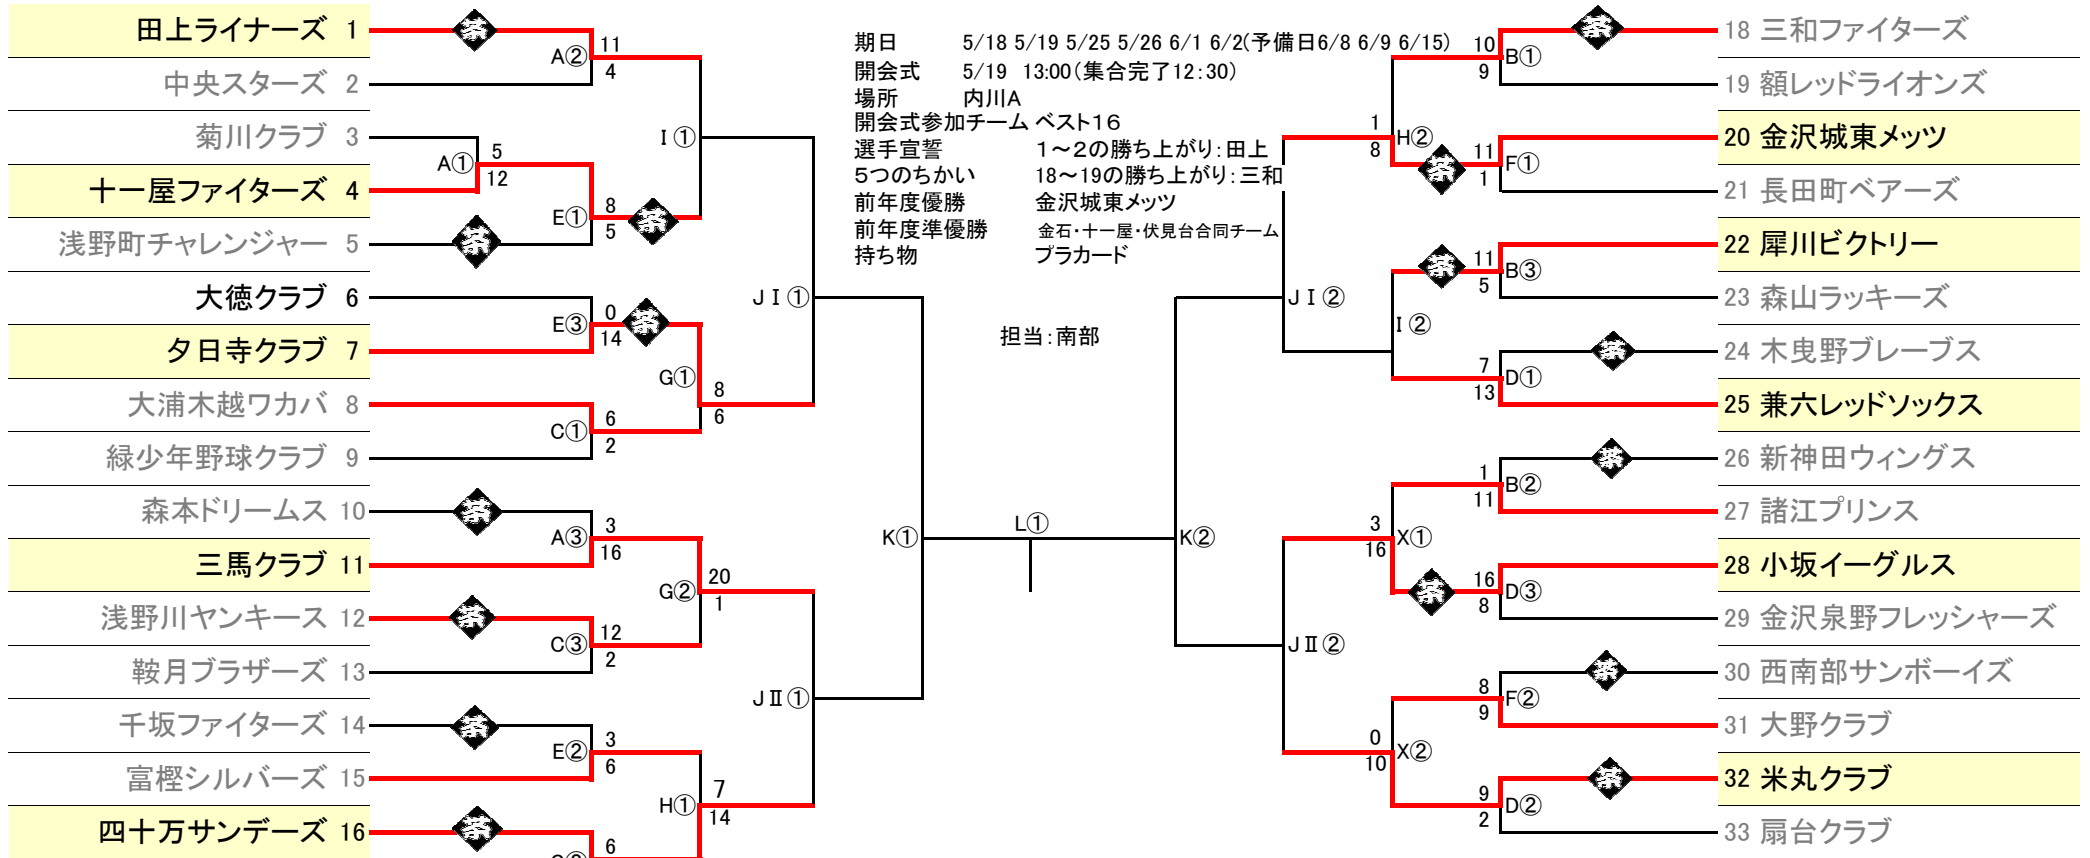 田上ライナーズ 1
中央スターズ 2
菊川クラブ 3
十一屋ファイターズ 4
浅野町チャレンジャー 5
大徳クラブ 6
夕日寺クラブ 7
大浦木越ワカバ 8
緑少年野球クラブ 9
森本ドリームス 10
三馬クラブ 11
浅野川ヤンキース 12
鞍月ブラザーズ 13
千坂ファイターズ 14
富樫シルバーズ 15
四十万サンデーズ 16
茶
A②
11
4
A①
5
12
茶
E①
8
5
茶
I①
E③
0
14
茶
C①
6
2
G①
8
6
JI①
茶
A③
3
16
茶
C③
12
2
G②
20
1
茶
E②
3
6
茶
6
H①
7
14
JⅡ①
K①
L①
期日 5/18 5/19 5/25 5/26 6/1 6/2(予備日6/8 6/9 6/15)
開会式 5/19 13:00(集合完了12:30)
場所 内川A
開会式参加チーム ベスト16
選手宣誓 1～2の勝ち上がり:田上
5つのちかい 18～19の勝ち上がり:三和
前年度優勝 金沢城東メッツ
前年度準優勝 金石・十一屋・伏見台合同チーム
持ち物 プラカード
担当:南部
K②
JI②
JⅡ②
1
8
H②
I②
3
16
X①
0
10
X②
10
9
B①
茶
茶
11
1
F①
茶
11
5
B③
7
13
D①
茶
1
11
B②
茶
茶
16
8
D③
8
9
F②
茶
9
2
D②
茶
18 三和ファイターズ
19 額レッドライオンズ
20 金沢城東メッツ
21 長田町ベアーズ
22 犀川ビクトリー
23 森山ラッキーズ
24 木曳野ブレーブス
25 兼六レッドソックス
26 新神田ウィングス
27 諸江プリンス
28 小坂イーグルス
29 金沢泉野フレッシャーズ
30 西南部サンボーイズ
31 大野クラブ
32 米丸クラブ
33 扇台クラブ